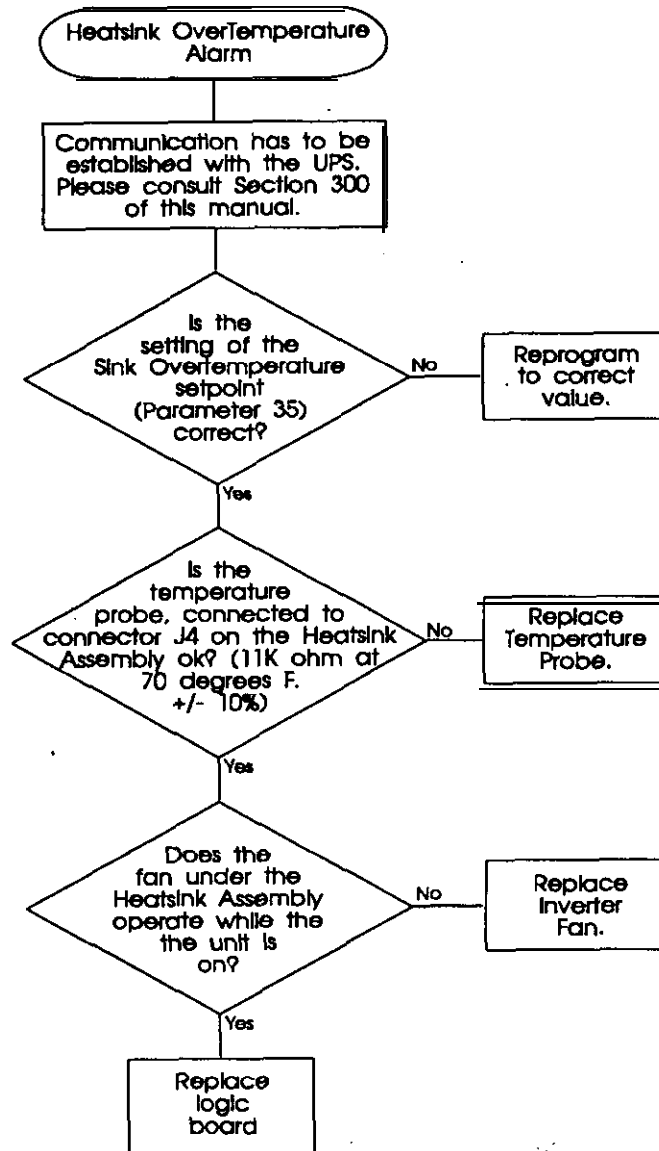 Heatsink OverTemperature
Alarm
Communication has to be
established with the UPS.
Please consult Section 300
of this manual.
Is the
setting of the
Sink Overtemperature
setpoint
(Parameter 35)
correct?
No
Reprogram
to correct
value.
Yes
Is the
temperature
probe, connected to
connector J4 on the Heatsink
Assembly ok? (11K ohm at
70 degrees F.
+/- 10%)
No
Replace
Temperature
Probe.
Yes
Does the
fan under the
Heatsink Assembly
operate while the
the unit is
on?
No
Replace
Inverter
Fan.
Yes
Replace
logic
board